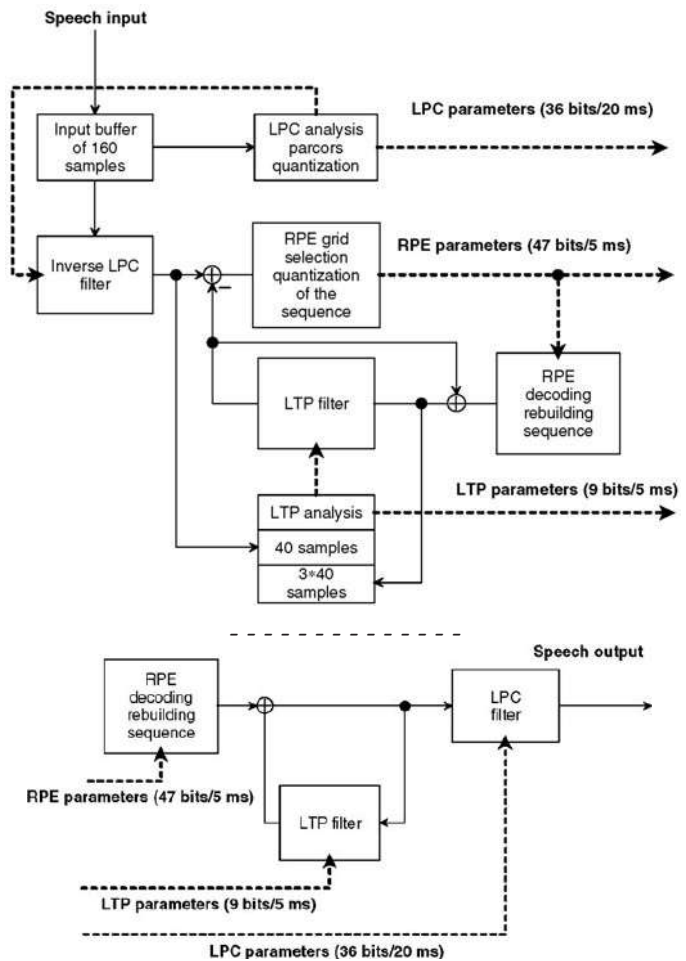 Speech input
LPC parameters (36 bits/20 ms)
Input buffer
of 160
samples
LPC analysis
parcors
quantization
RPE parameters (47 bits/5 ms)
Inverse LPC
filter
–
RPE grid
selection
quantization
of the
sequence
LTP filter
RPE
decoding
rebuilding
sequence
LTP parameters (9 bits/5 ms)
LTP analysis
40 samples
3*40
samples
Speech output
RPE
decoding
rebuilding
sequence
LPC
filter
RPE parameters (47 bits/5 ms)
LTP filter
LTP parameters (9 bits/5 ms)
LPC parameters (36 bits/20 ms)